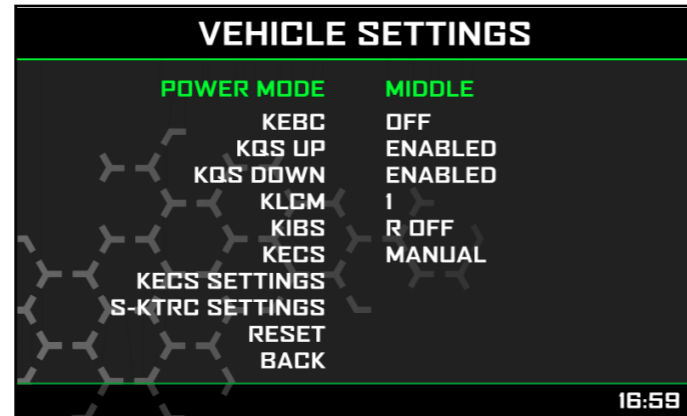 VEHICLE SETTINGS
POWER MODE MIDDLE
KEBC OFF
KQS UP ENABLED
KQS DOWN ENABLED
KLCM 1
KIBS R OFF
KECS MANUAL
KECS SETTINGS
S-KTRC SETTINGS
RESET
BACK
16:59